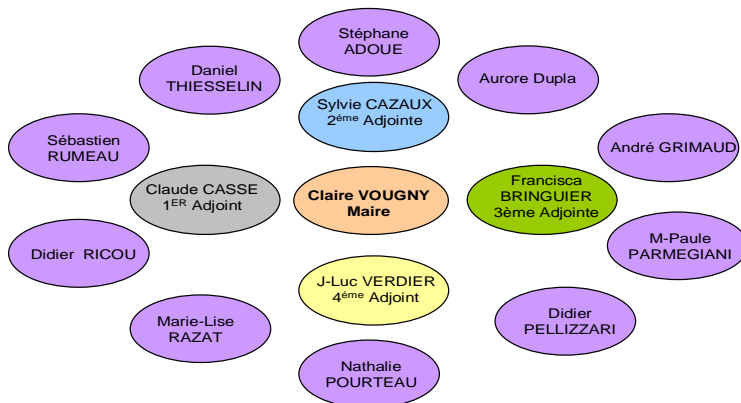 Stéphane
ADOUE
Daniel
THIESSELIN
Aurore Dupla
Sylvie CAZAUX
2éme Adjointe
Sébastien
RUMEAU
André GRIMAUD
Claude CASSE
1ER Adjoint
Claire VOUGNY
Maire
Francisca
BRINGUIER
3ème Adjointe
Didier RICOU
M-Paule
PARMEGIANI
J-Luc VERDIER
4éme Adjoint
Marie-Lise
RAZAT
Didier
PELLIZZARI
Nathalie
POURTEAU